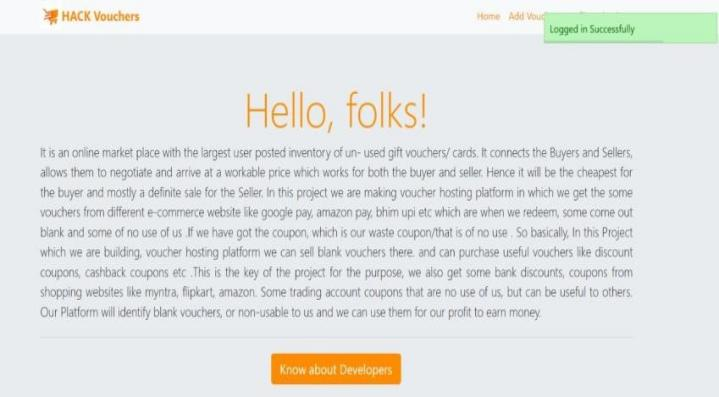 HACK Vouchers
Home Add Vouc
Logged in Successfully
Hello, folks!
It is an online market place with the largest user posted inventory of un- used gift vouchers/ cards. It connects the Buyers and Sellers,
allows them to negotiate and arrive at a workable price which works for both the buyer and seller. Hence it will be the cheapest for
the buyer and mostly a definite sale for the Seller. In this project we are making voucher hosting platform in which we get the some
vouchers from different e-commerce website like google pay, amazon pay, bhim upi etc which are when we redeem, some come out
blank and some of no use of us .If we have got the coupon, which is our waste coupon/that is of no use . So basically, In this Project
which we are building, voucher hosting platform we can sell blank vouchers there. and can purchase useful vouchers like discount
coupons, cashback coupons etc .This is the key of the project for the purpose, we also get some bank discounts, coupons from
shopping websites like myntra, flipkart, amazon. Some trading account coupons that are no use of us, but can be useful to others.
Our Platform will identify blank vouchers, or non-usable to us and we can use them for our profit to earn money.
Know about Developers